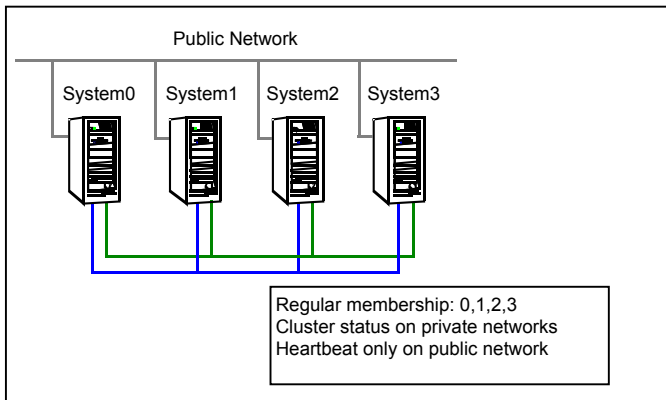 Public Network
System0
System1
System2
System3
Regular membership: 0,1,2,3
Cluster status on private networks
Heartbeat only on public network